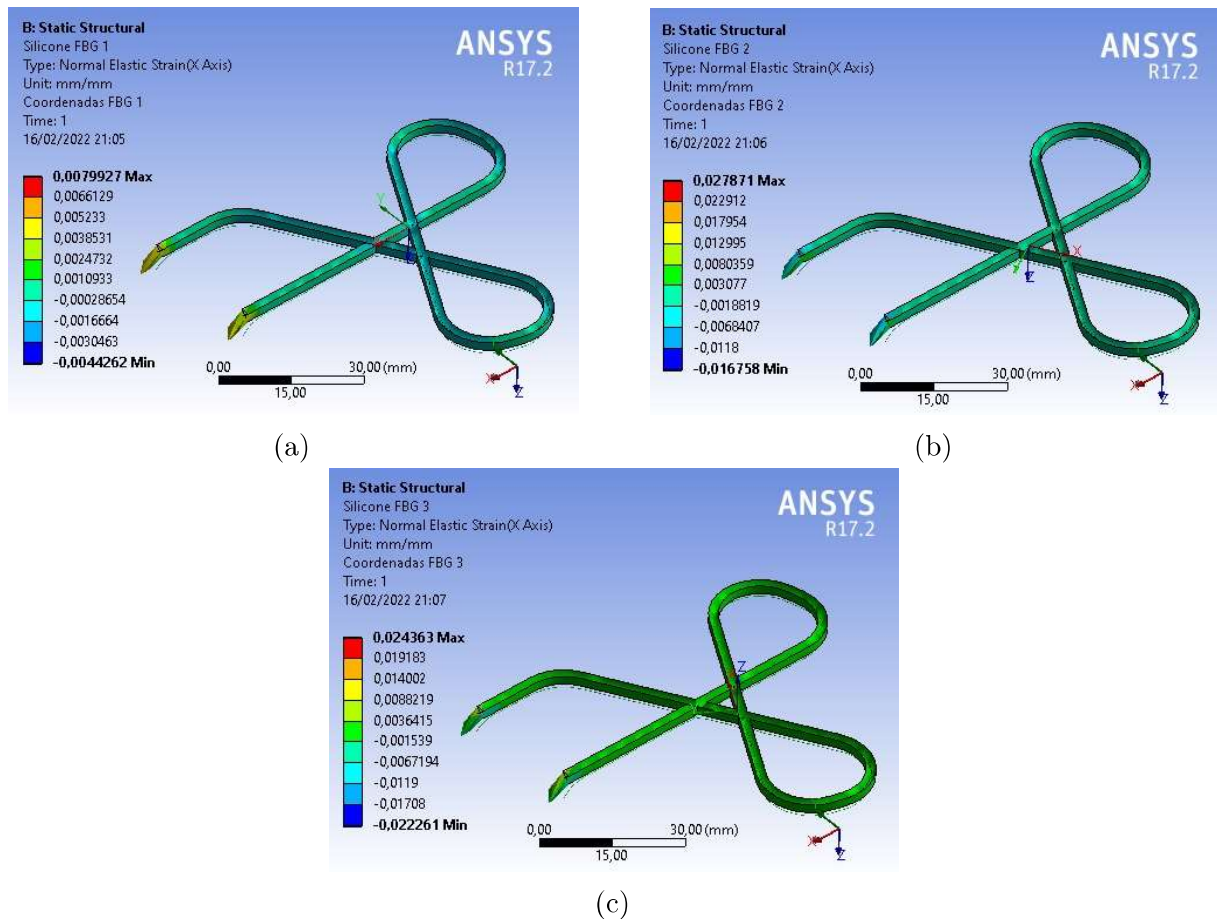 B: Static Structural
Silicone FBG 1
Type: Normal Elastic Strain(X Axis)
Unit: mm/mm
Coordenadas FBG 1
Time: 1
16/02/2022 21:05
ANSYS
R17.2
0,0079927 Max
0,0066129
0,005233
0,0038531
0,0024732
0,0010933
-0,00028654
-0,0016664
-0,0030463
-0,0044262 Min
Y
0,00
30,00 (mm)
15,00
X
Z
(a)
B: Static Structural
Silicone FBG 2
Type: Normal Elastic Strain(X Axis)
Unit: mm/mm
Coordenadas FBG 2
Time: 1
16/02/2022 21:06
ANSYS
R17.2
0,027871 Max
0,022912
0,017954
0,012995
0,0080359
0,003077
-0,0018819
-0,0068407
-0,0118
-0,016758 Min
X
Z
0,00
30,00 (mm)
15,00
X
Z
(b)
B: Static Structural
Silicone FBG 3
Type: Normal Elastic Strain(X Axis)
Unit: mm/mm
Coordenadas FBG 3
Time: 1
16/02/2022 21:07
ANSYS
R17.2
0,024363 Max
0,019183
0,014002
0,0088219
0,0036415
-0,001539
-0,0067194
-0,0119
-0,01708
-0,022261 Min
Z
0,00
30,00 (mm)
15,00
X
Z
(c)